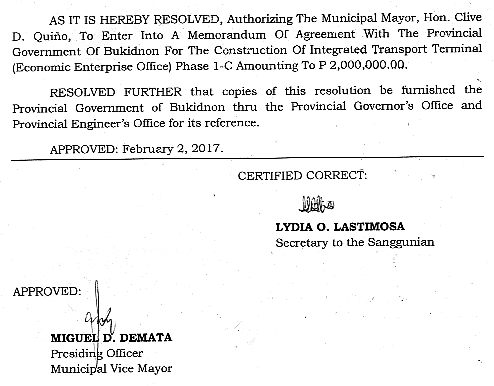 AS IT IS HEREBY RESOLVED, Authorizing The Municipal Mayor, Hon. Clive
D. Quiño, To Enter Into A Memorandum Of Agreement With The Provincial
Government Of Bukidnon For The Construction Of Integrated Transport Terminal
(Economic Enterprise Office) Phase 1-C Amounting To P 2,000,000.00.
RESOLVED FURTHER that copies of this resolution be furnished the
Provincial Government of Bukidnon thru the Provincial Governor's Office and
Provincial Engineer's Office for its reference.
APPROVED: February 2, 2017.
CERTIFIED CORRECT:
LYDIA O. LASTIMOSA
Secretary to the Sanggunian
APPROVED:
MIGUEL D. DEMATA
Presiding Officer
Municipal Vice Mayor